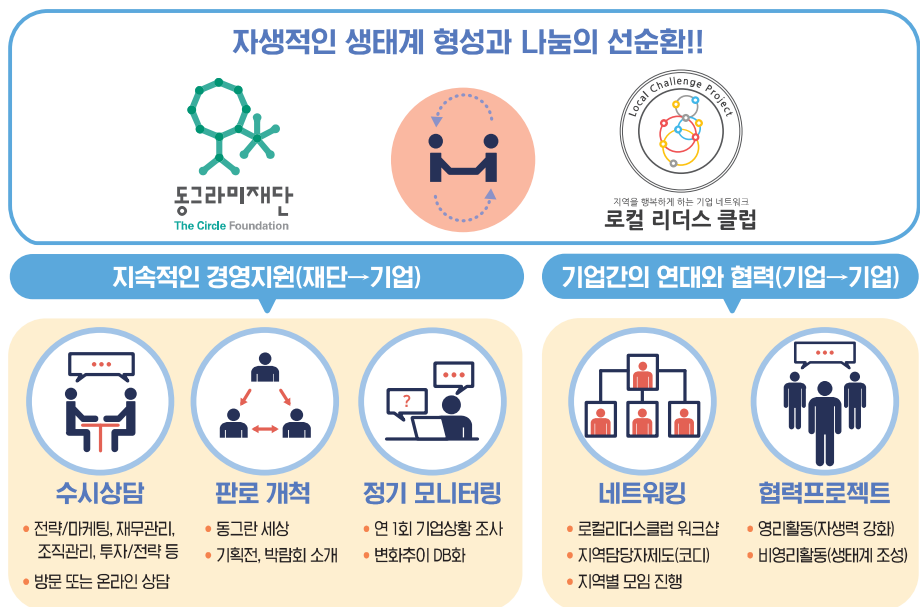 자생적인 생태계 형성과 나눔의 선순환!!
동그라미재단
The Circle Foundation
Local Challenge Project
지역을 행복하게 하는 기업 네트워크
로컬 리더스 클럽
지속적인 경영지원(재단→기업)
기업간의 연대와 협력(기업→기업)
?
수시상담
• 전략/마케팅, 재무관리,
조직관리, 투자/전략 등
• 방문 또는 온라인 상담
판로 개척
• 동그란 세상
• 기획전, 박람회 소개
정기 모니터링
• 연 1회 기업상황 조사
• 변화추이 DB화
네트워킹
• 로컬리더스클럽 워크샵
• 지역담당자제도(코디)
• 지역별 모임 진행
협력프로젝트
• 영리활동(자생력 강화)
• 비영리활동(생태계 조성)